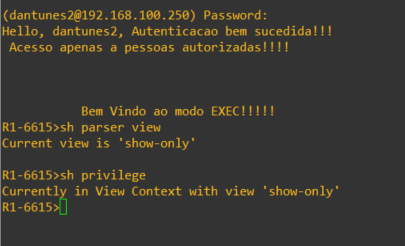 (dantunes2@192.168.100.250) Password:
Hello, dantunes2, Autenticacao bem sucedida!!!
Acesso apenas a pessoas autorizadas!!!!
Bem Vindo ao modo EXEC!!!!!
R1-6615>sh parser view
Current view is 'show-only'
R1-6615>sh privilege
Currently in View Context with view 'show-only'
R1-6615>